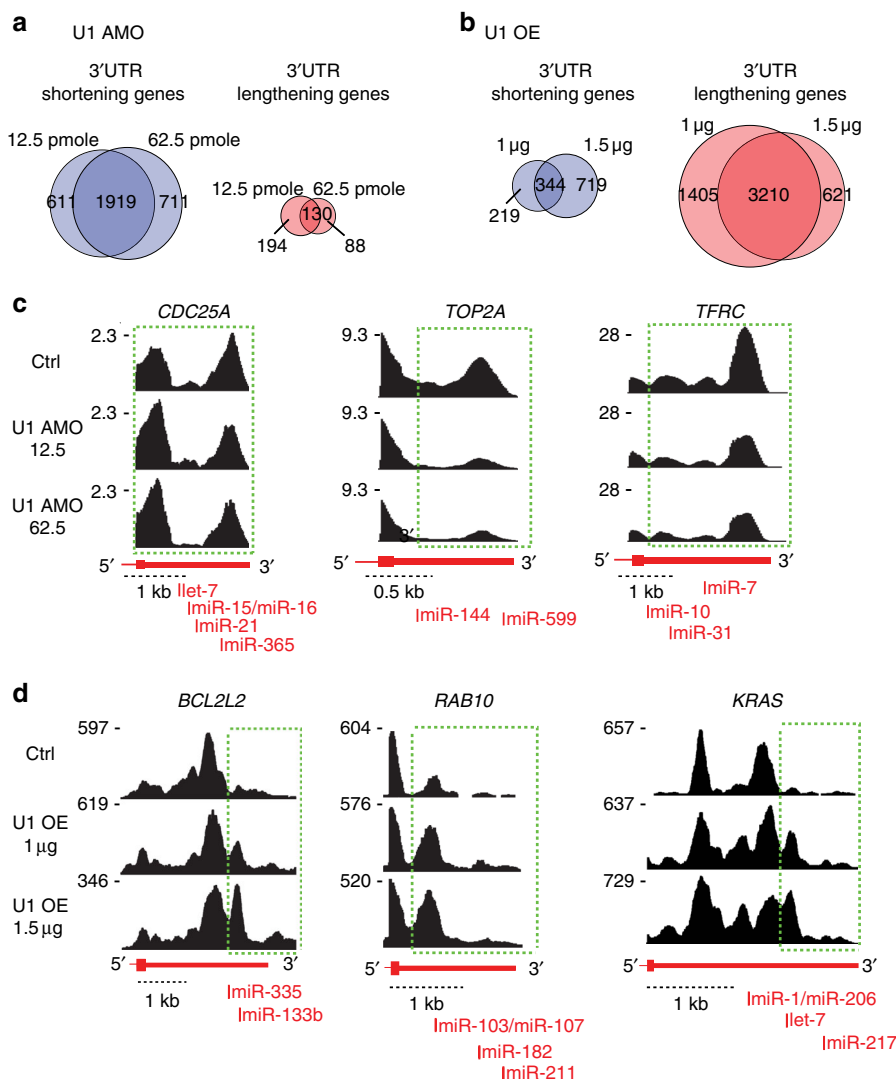 a
U1 AMO
3′UTR
shortening genes
3′UTR
lengthening genes
12.5 pmole
62.5 pmole
611
1919
711
12.5 pmole
62.5 pmole
130
194
88
b
U1 OE
3′UTR
shortening genes
3′UTR
lengthening genes
1 µg
1.5 µg
344
719
219
1 µg
1.5 µg
1405
3210
621
c
CDC25A
TOP2A
TFRC
Ctrl
2.3
9.3
28
U1 AMO
12.5
2.3
9.3
28
U1 AMO
62.5
2.3
9.3
28
3′
5′
3′
1 kb
let-7
miR-15/miR-16
miR-21
miR-365
0.5 kb
miR-144
miR-599
5′
3′
1 kb
miR-7
miR-10
miR-31
d
BCL2L2
RAB10
KRAS
Ctrl
597
604
657
U1 OE
1 µg
619
576
637
U1 OE
1.5 µg
346
520
729
5′
3′
1 kb
miR-335
miR-133b
5′
3′
1 kb
miR-103/miR-107
miR-182
miR-211
5′
3′
1 kb
miR-1/miR-206
let-7
miR-217